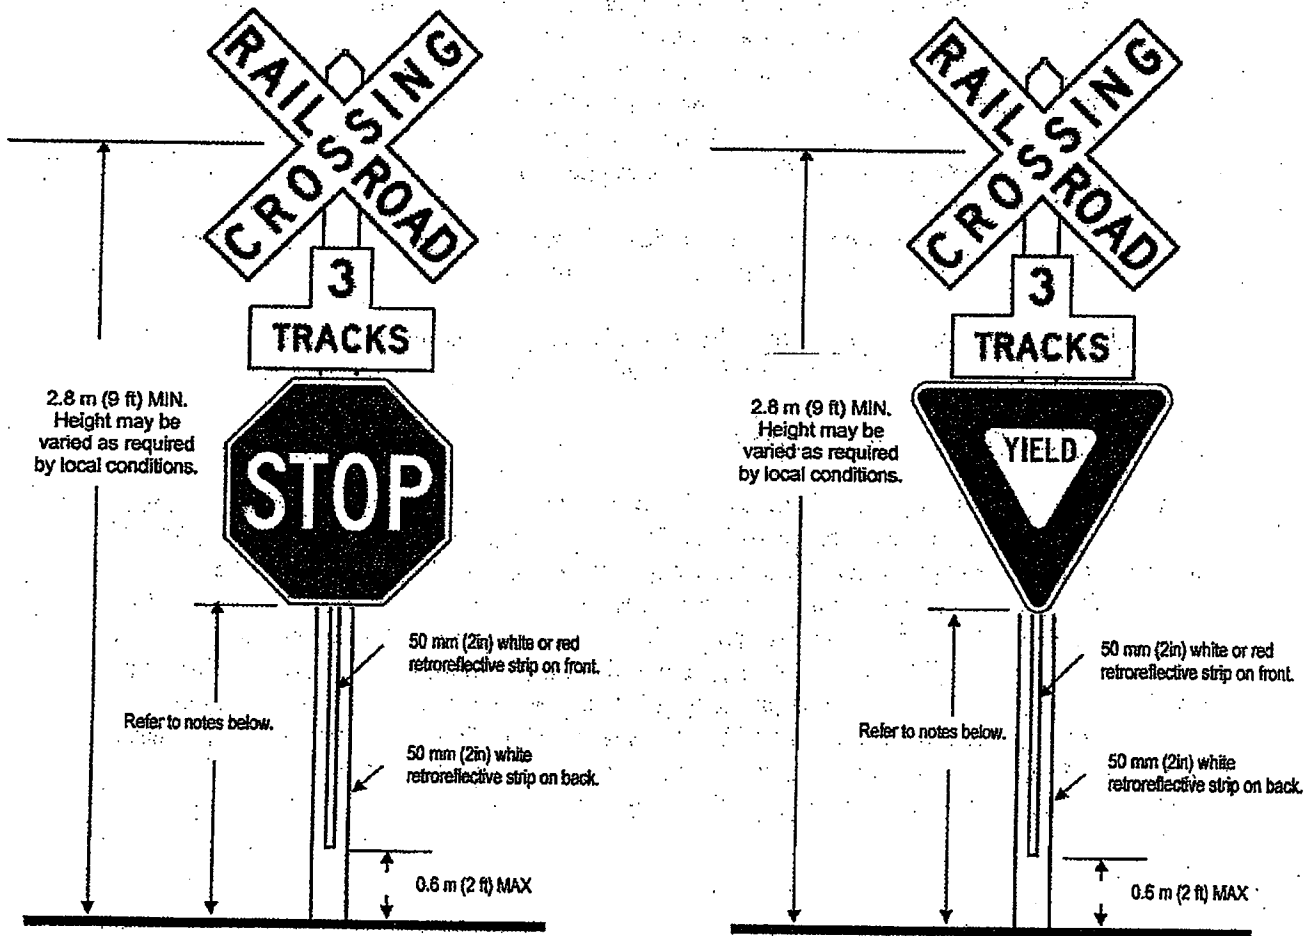 RAILROAD
CROSSING
3
TRACKS
STOP
2.8 m (9 ft) MIN.
Height may be
varied as required
by local conditions.
50 mm (2in) white or red
retroreflective strip on front.
Refer to notes below.
50 mm (2in) white
retroreflective strip on back.
0.6 m (2 ft) MAX
RAILROAD
CROSSING
3
TRACKS
YIELD
2.8 m (9 ft) MIN.
Height may be
varied as required
by local conditions.
50 mm (2in) white or red
retroreflective strip on front.
Refer to notes below.
50 mm (2in) white
retroreflective strip on back.
0.6 m (2 ft) MAX